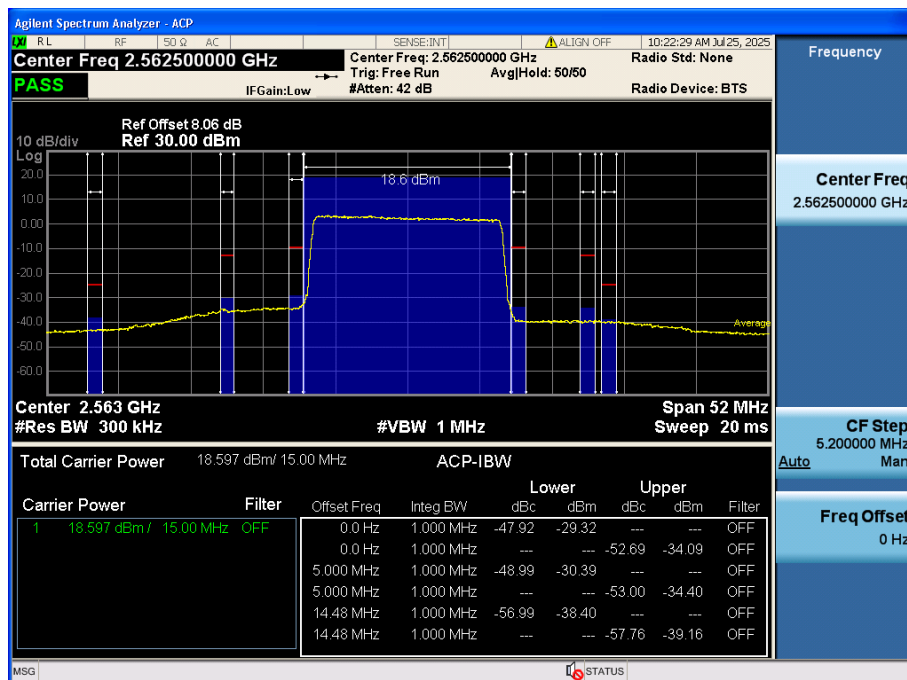 Agilent Spectrum Analyzer - ACP
LXI RL RF 50 Ω AC SENSE:INT ALIGN OFF 10:22:29 AM Jul 25, 2025
Center Freq 2.562500000 GHz
Center Freq: 2.562500000 GHz Radio Std: None
Trig: Free Run Avg|Hold: 50/50
PASS
IFGain:Low #Atten: 42 dB Radio Device: BTS
Frequency
Ref Offset 8.06 dB
10 dB/div Ref 30.00 dBm
Log
18.6 dBm
20.0
10.0
0.00
-10.0
-20.0
-30.0
-40.0
-50.0
-60.0
Average
Center 2.563 GHz Span 52 MHz
#Res BW 300 kHz #VBW 1 MHz Sweep 20 ms
Total Carrier Power 18.597 dBm/ 15.00 MHz ACP-IBW
Lower Upper
Carrier Power Filter Offset Freq Integ BW dBc dBm dBc dBm Filter
1 18.597 dBm / 15.00 MHz OFF
0.0 Hz 1.000 MHz -47.92 -29.32 --- --- OFF
0.0 Hz 1.000 MHz --- --- -52.69 -34.09 OFF
5.000 MHz 1.000 MHz -48.99 -30.39 --- --- OFF
5.000 MHz 1.000 MHz --- --- -53.00 -34.40 OFF
14.48 MHz 1.000 MHz -56.99 -38.40 --- --- OFF
14.48 MHz 1.000 MHz --- --- -57.76 -39.16 OFF
Center Freq
2.562500000 GHz
CF Step
5.200000 MHz
Auto Man
Freq Offset
0 Hz
MSG STATUS